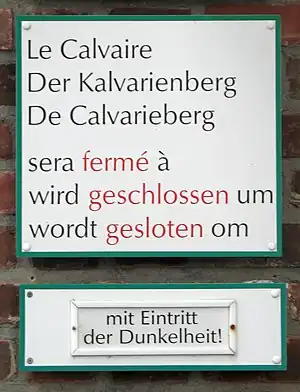 Le Calvaire
Der Kalvarienberg
De Calvarieberg
sera fermé à
wird geschlossen um
wordt gesloten om
mit Eintritt
der Dunkelheit!